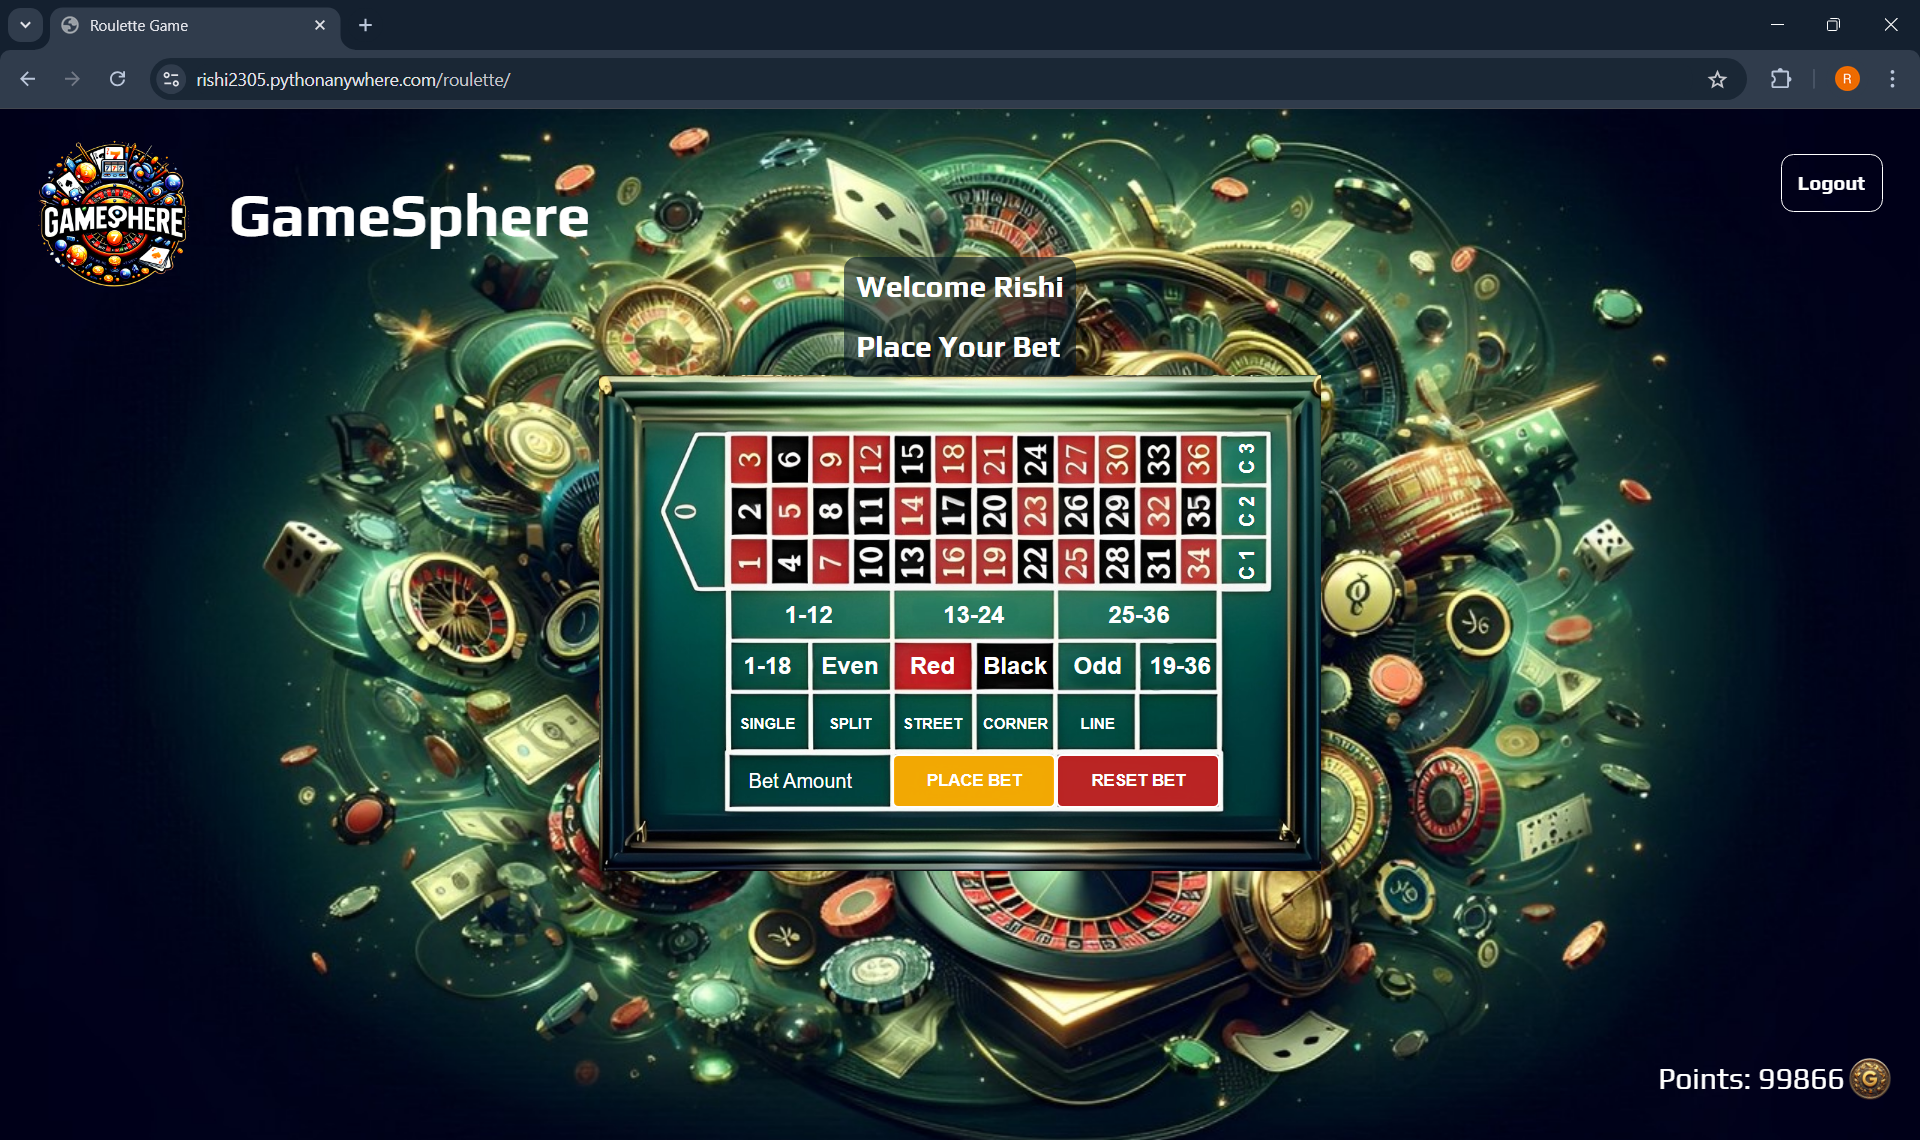 Roulette Game
rishi2305.pythonanywhere.com/roulette/
R
GAMESPHERE
GameSphere
Logout
Welcome Rishi
Place Your Bet
0
3 6 9 12 15 18 21 24 27 30 33 36 C 3
2 5 8 11 14 17 20 23 26 29 32 35 C 2
1 4 7 10 13 16 19 22 25 28 31 34 C 1
1-12 13-24 25-36
1-18 Even Red Black Odd 19-36
SINGLE SPLIT STREET CORNER LINE
Bet Amount PLACE BET RESET BET
Points: 99866
G